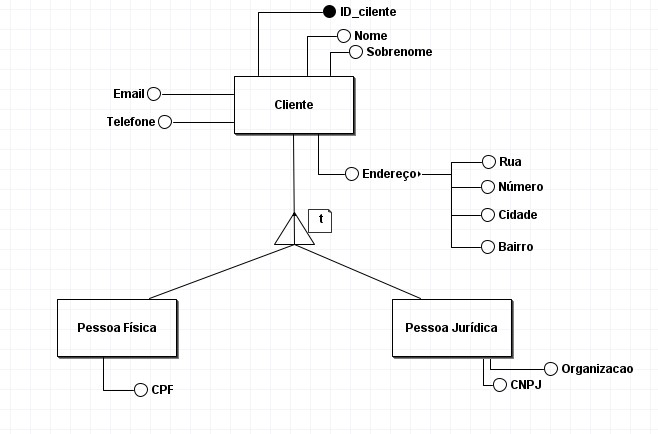 ID_cilente
Nome
Sobrenome
Email
Cliente
Telefone
Rua
Endereço
Número
Cidade
t
Bairro
Pessoa Física
Pessoa Jurídica
Organizacao
CNPJ
CPF